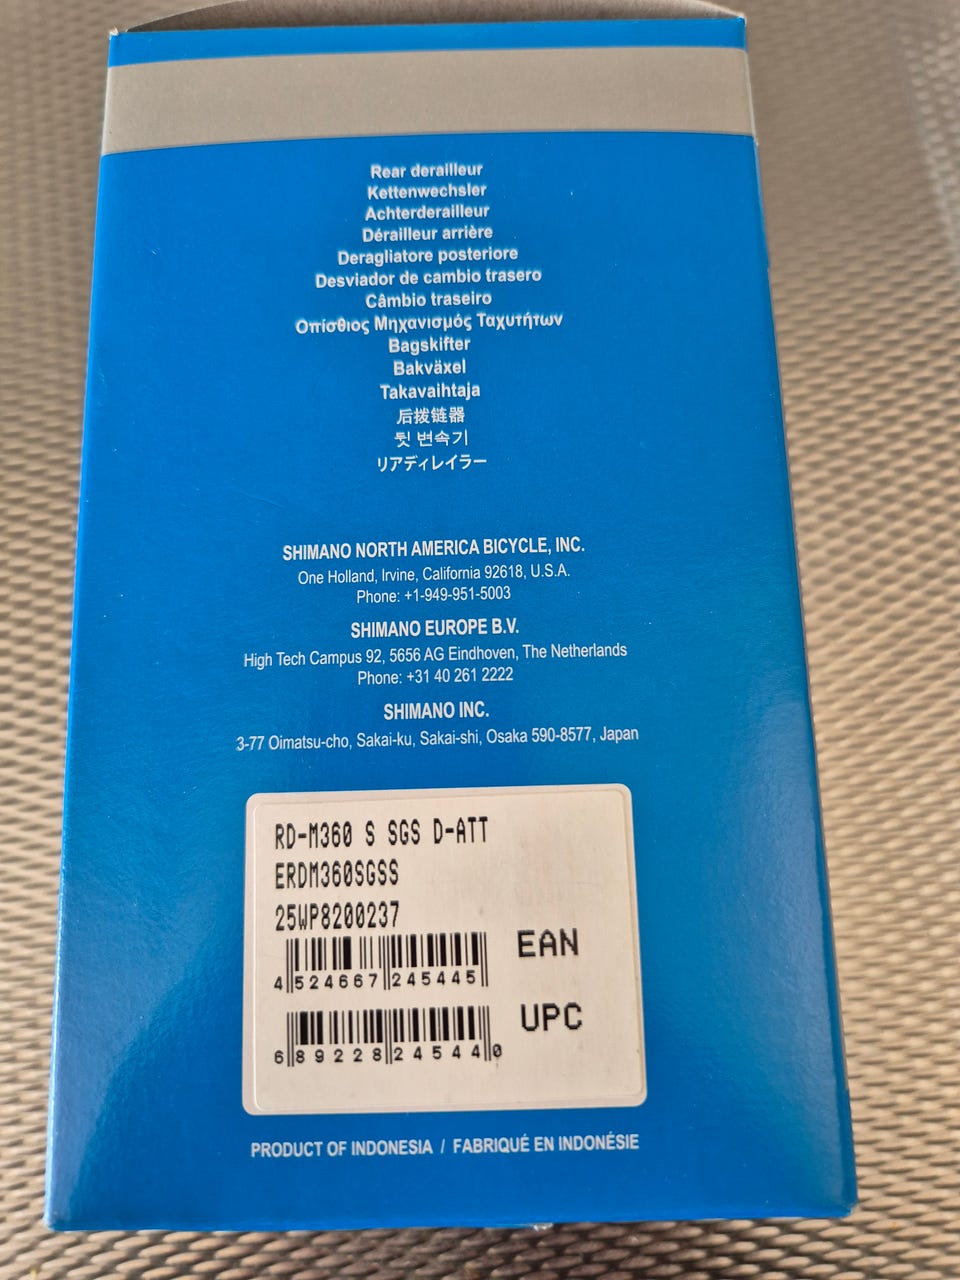 Rear derailleur
Kettenwechsler
Achterderailleur
Dérailleur arrière
Deragliatore posteriore
Desviador de cambio trasero
Câmbio traseiro
Οπίσθιος Μηχανισμός Ταχυτήτων
Bagskifter
Bakväxel
Takavaihtaja
后拨链器
뒷 변속기
リアディレイラー
SHIMANO NORTH AMERICA BICYCLE, INC.
One Holland, Irvine, California 92618, U.S.A.
Phone: +1-949-951-5003
SHIMANO EUROPE B.V.
High Tech Campus 92, 5656 AG Eindhoven, The Netherlands
Phone: +31 40 261 2222
SHIMANO INC.
3-77 Oimatsu-cho, Sakai-ku, Sakai-shi, Osaka 590-8577, Japan
RD-M360 S SGS D-ATT
ERDM360SGSS
25WP8200237
EAN
4 524667 245445
UPC
6 89228 24544 0
PRODUCT OF INDONESIA / FABRIQUÉ EN INDONÉSIE